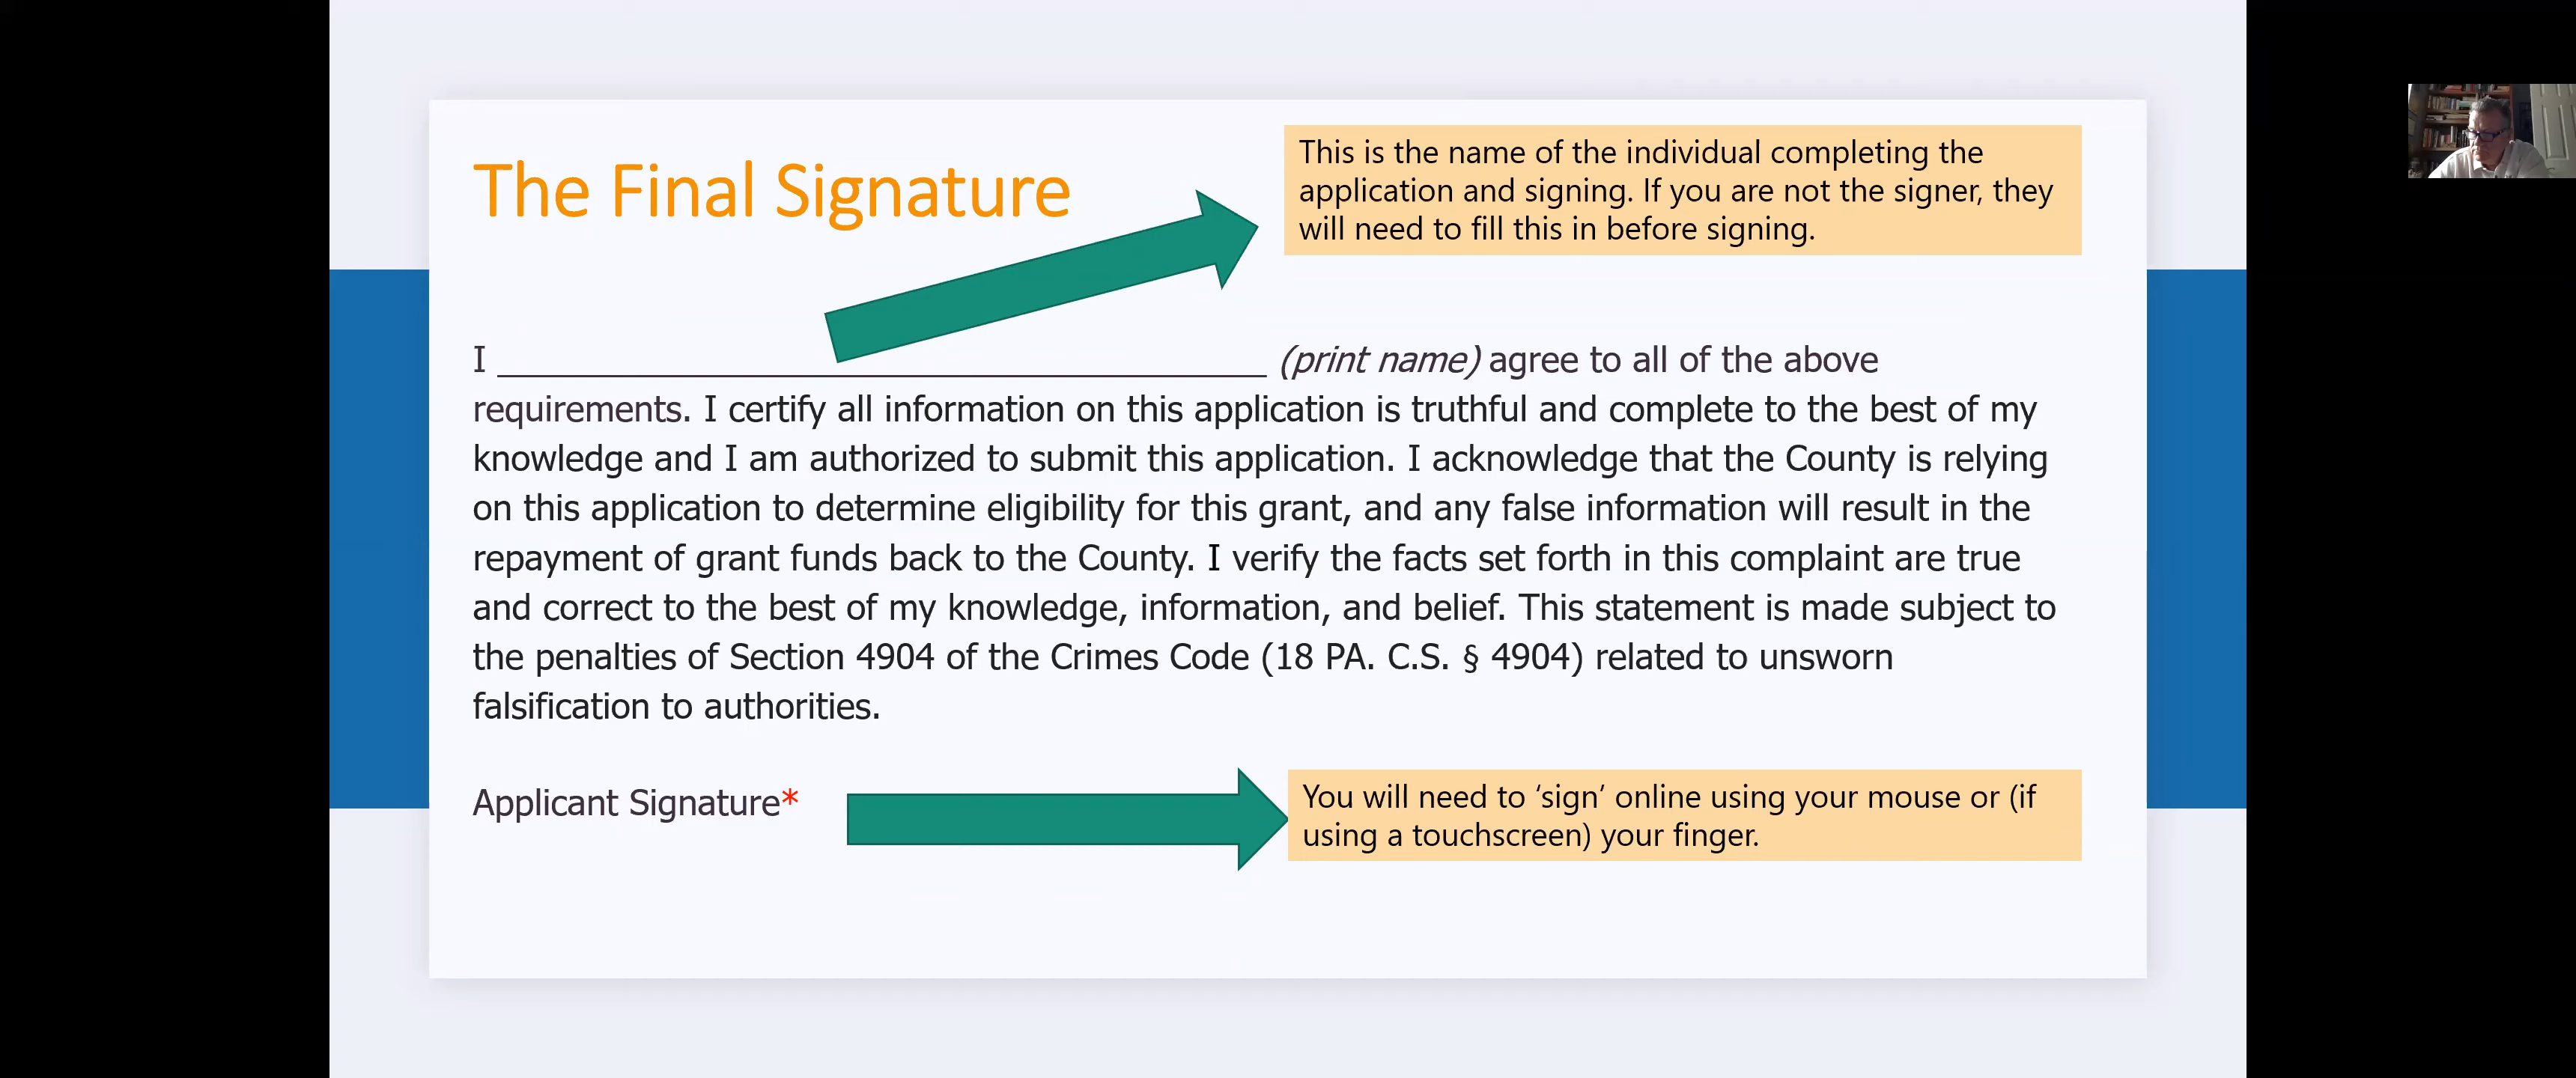 The Final Signature
This is the name of the individual completing the
application and signing. If you are not the signer, they
will need to fill this in before signing.
I ________________________________________ (print name) agree to all of the above
requirements. I certify all information on this application is truthful and complete to the best of my
knowledge and I am authorized to submit this application. I acknowledge that the County is relying
on this application to determine eligibility for this grant, and any false information will result in the
repayment of grant funds back to the County. I verify the facts set forth in this complaint are true
and correct to the best of my knowledge, information, and belief. This statement is made subject to
the penalties of Section 4904 of the Crimes Code (18 PA. C.S. § 4904) related to unsworn
falsification to authorities.
Applicant Signature*
You will need to ‘sign’ online using your mouse or (if
using a touchscreen) your finger.